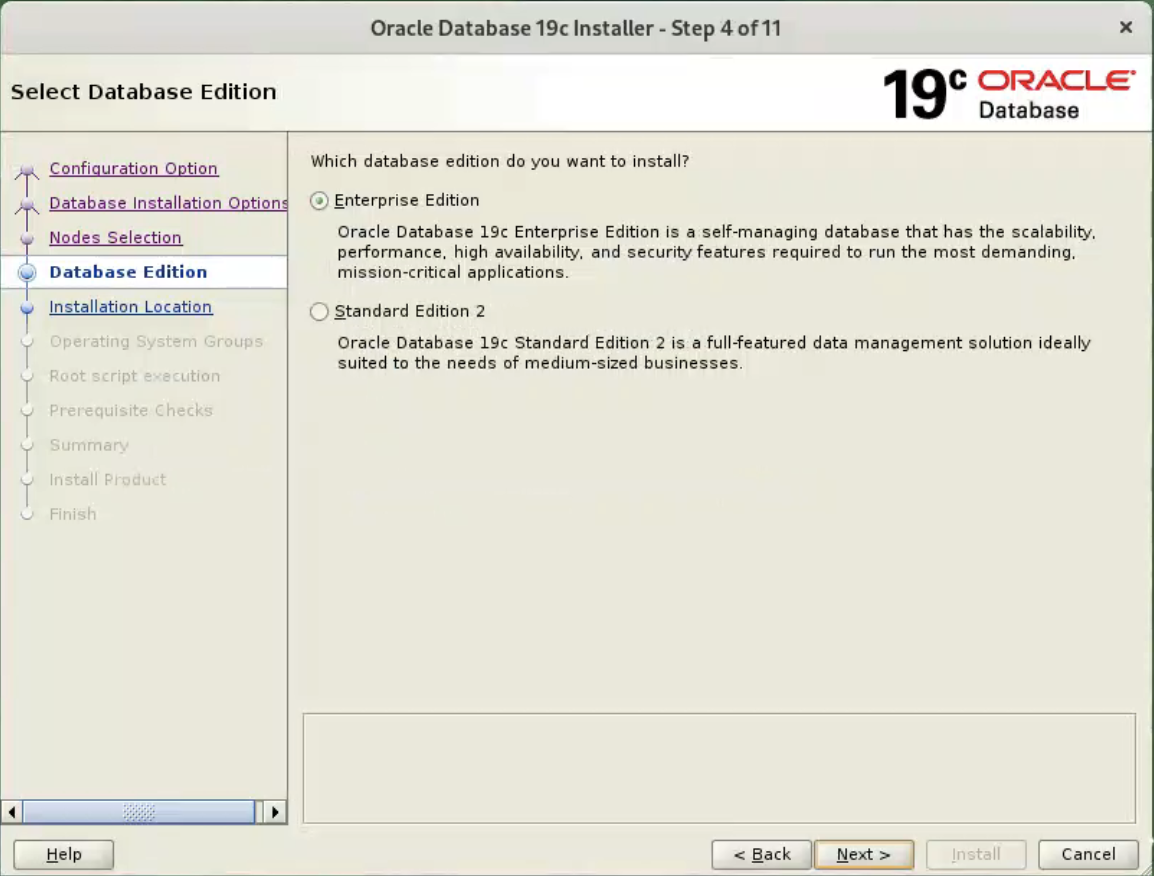 Oracle Database 19c Installer - Step 4 of 11
Select Database Edition
19c ORACLE
Database
Configuration Option
Database Installation Options
Nodes Selection
Database Edition
Installation Location
Operating System Groups
Root script execution
Prerequisite Checks
Summary
Install Product
Finish
Which database edition do you want to install?
Enterprise Edition
Oracle Database 19c Enterprise Edition is a self-managing database that has the scalability,
performance, high availability, and security features required to run the most demanding,
mission-critical applications.
Standard Edition 2
Oracle Database 19c Standard Edition 2 is a full-featured data management solution ideally
suited to the needs of medium-sized businesses.
Help
< Back
Next >
Install
Cancel